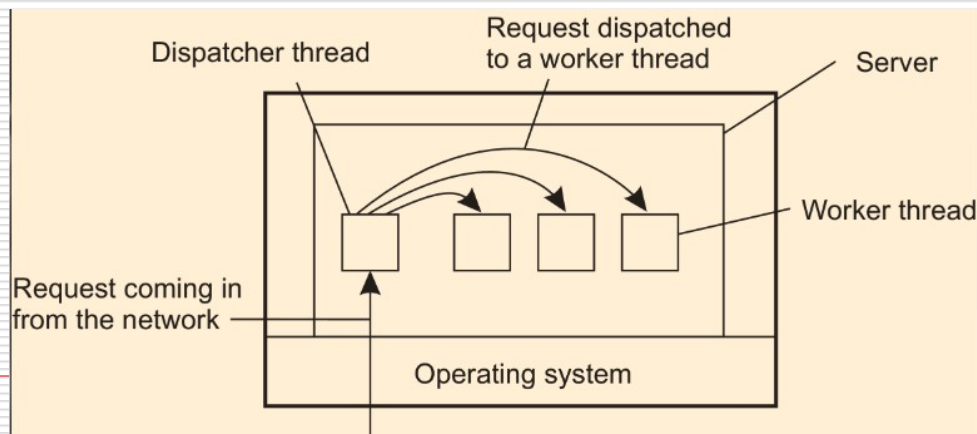 Request dispatched
to a worker thread
Dispatcher thread
Server
Worker thread
Request coming in
from the network
Operating system